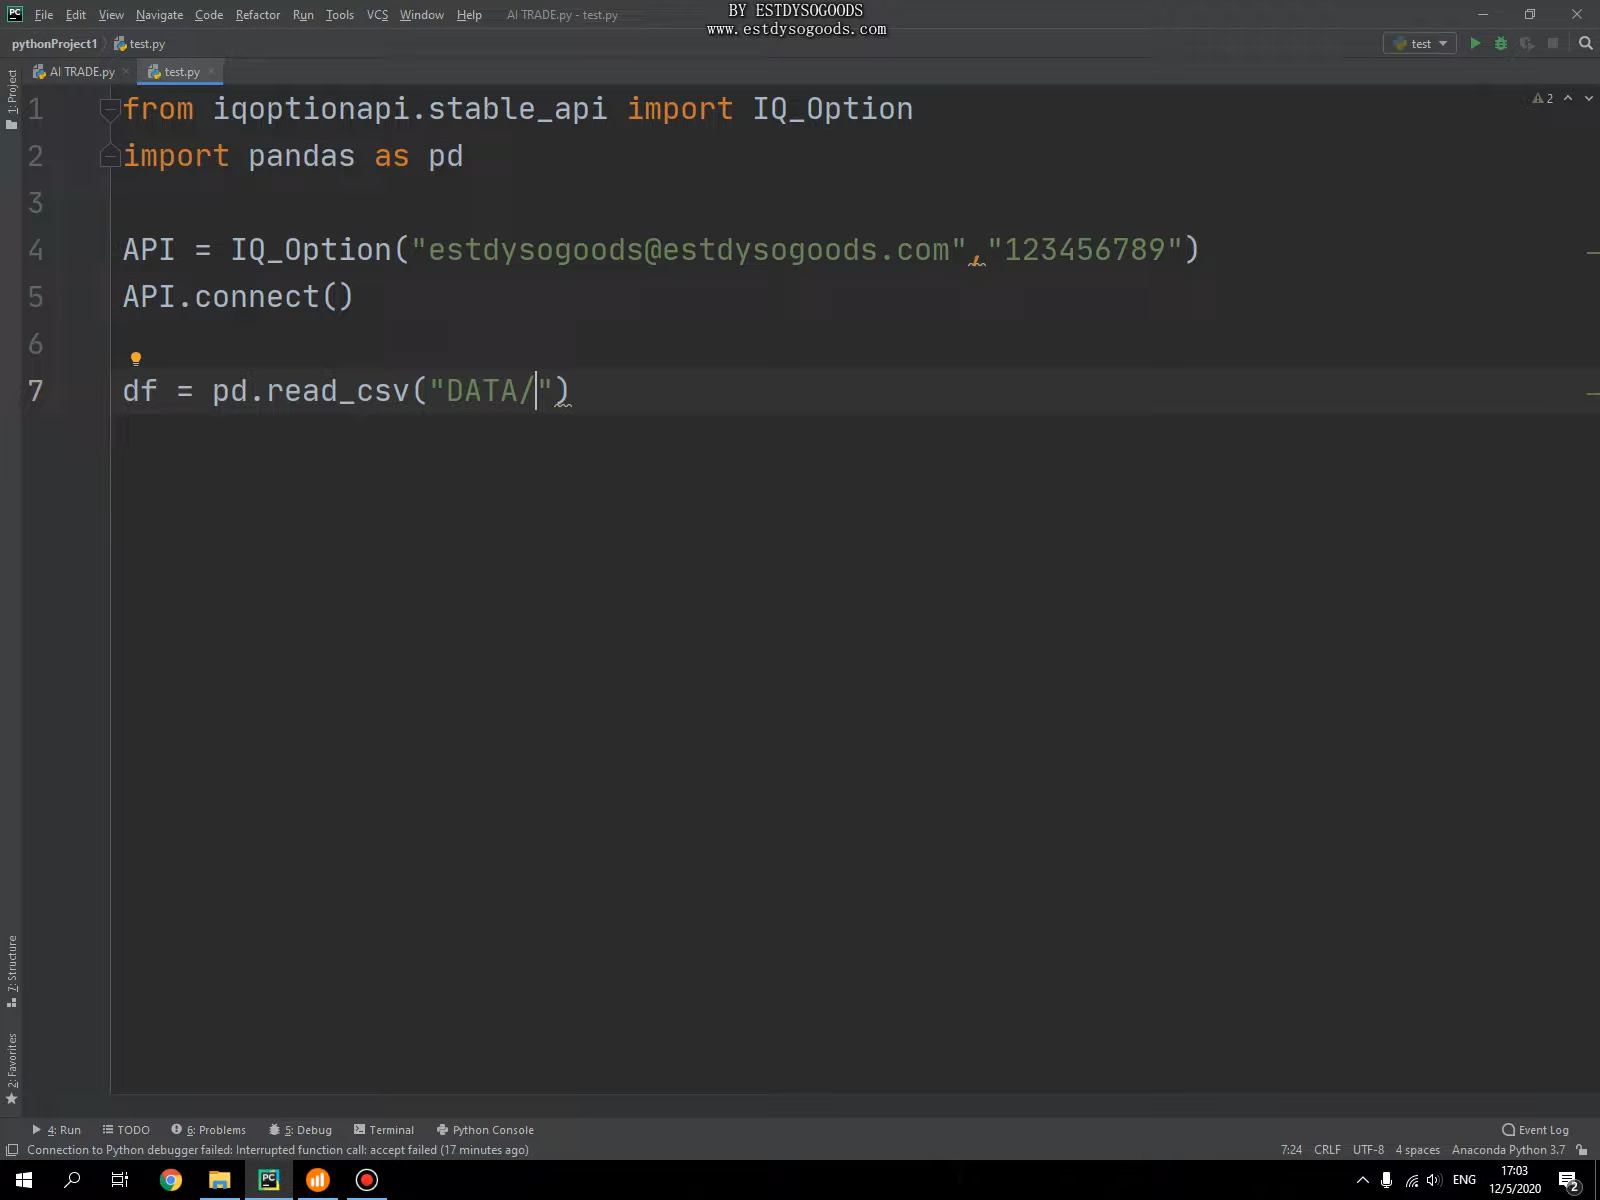 File Edit View Navigate Code Refactor Run Tools VCS Window Help AI TRADE.py - test.py
BY ESTDYSOGOODS
www.estdysogoods.com
pythonProject1 test.py test
AI TRADE.py test.py
1: Project
1 from iqoptionapi.stable_api import IQ_Option
2
2 import pandas as pd
3
4 API = IQ_Option("estdysogoods@estdysogoods.com","123456789")
5 API.connect()
6
7 df = pd.read_csv("DATA/")
7: Structure
2: Favorites
4: Run TODO 6: Problems 5: Debug Terminal Python Console Event Log
Connection to Python debugger failed: Interrupted function call: accept failed (17 minutes ago) 7:24 CRLF UTF-8 4 spaces Anaconda Python 3.7
PC ENG 17:03
12/5/2020 2